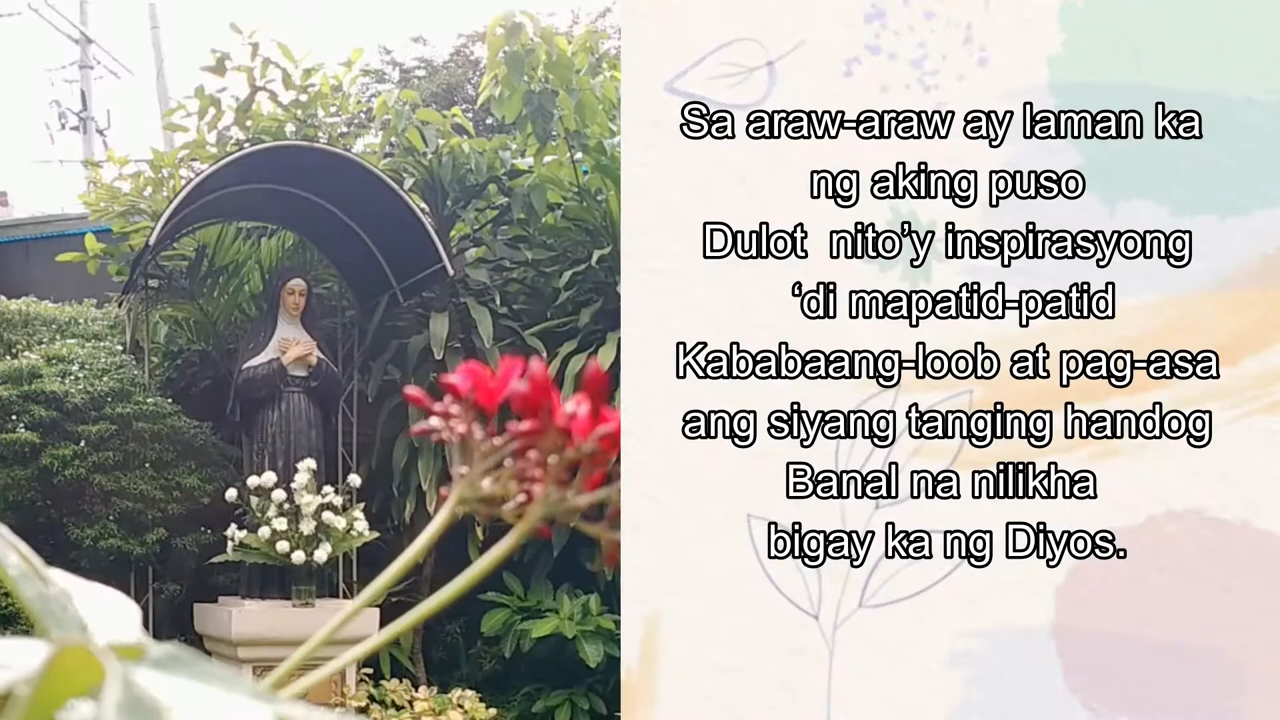 Sa araw-araw ay laman ka
ng aking puso
Dulot  nito’y inspirasyong
‘di mapatid-patid
Kababaang-loob at pag-asa
ang siyang tanging handog
Banal na nilikha
bigay ka ng Diyos.